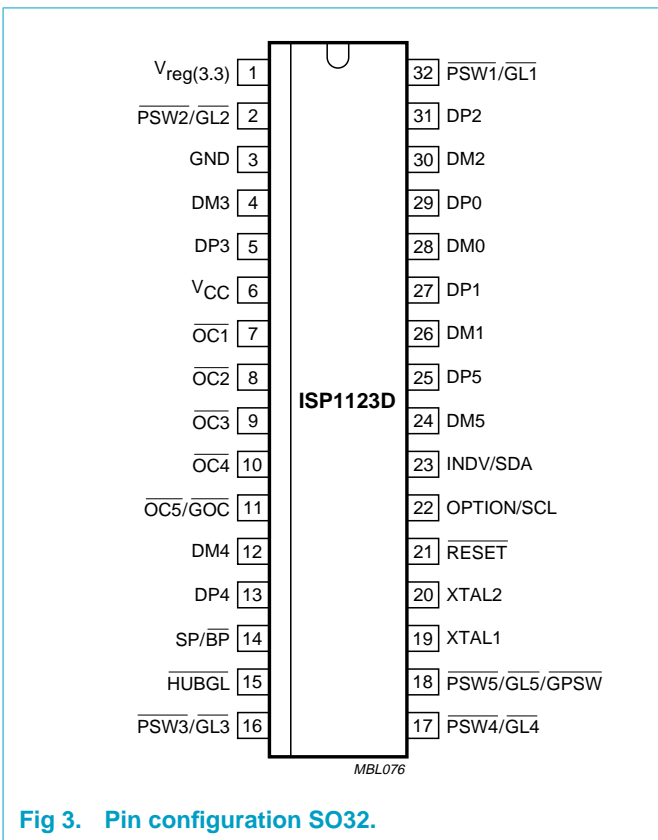 Vreg(3.3) 1
32 PSW1/GL1
PSW2/GL2 2
31 DP2
GND 3
30 DM2
DM3 4
29 DP0
DP3 5
28 DM0
VCC 6
27 DP1
OC1 7
26 DM1
OC2 8
25 DP5
ISP1123D
OC3 9
24 DM5
OC4 10
23 INDV/SDA
OC5/GOC 11
22 OPTION/SCL
DM4 12
21 RESET
DP4 13
20 XTAL2
SP/BP 14
19 XTAL1
HUBGL 15
18 PSW5/GL5/GPSW
PSW3/GL3 16
17 PSW4/GL4
MBL076
Fig 3. Pin configuration SO32.